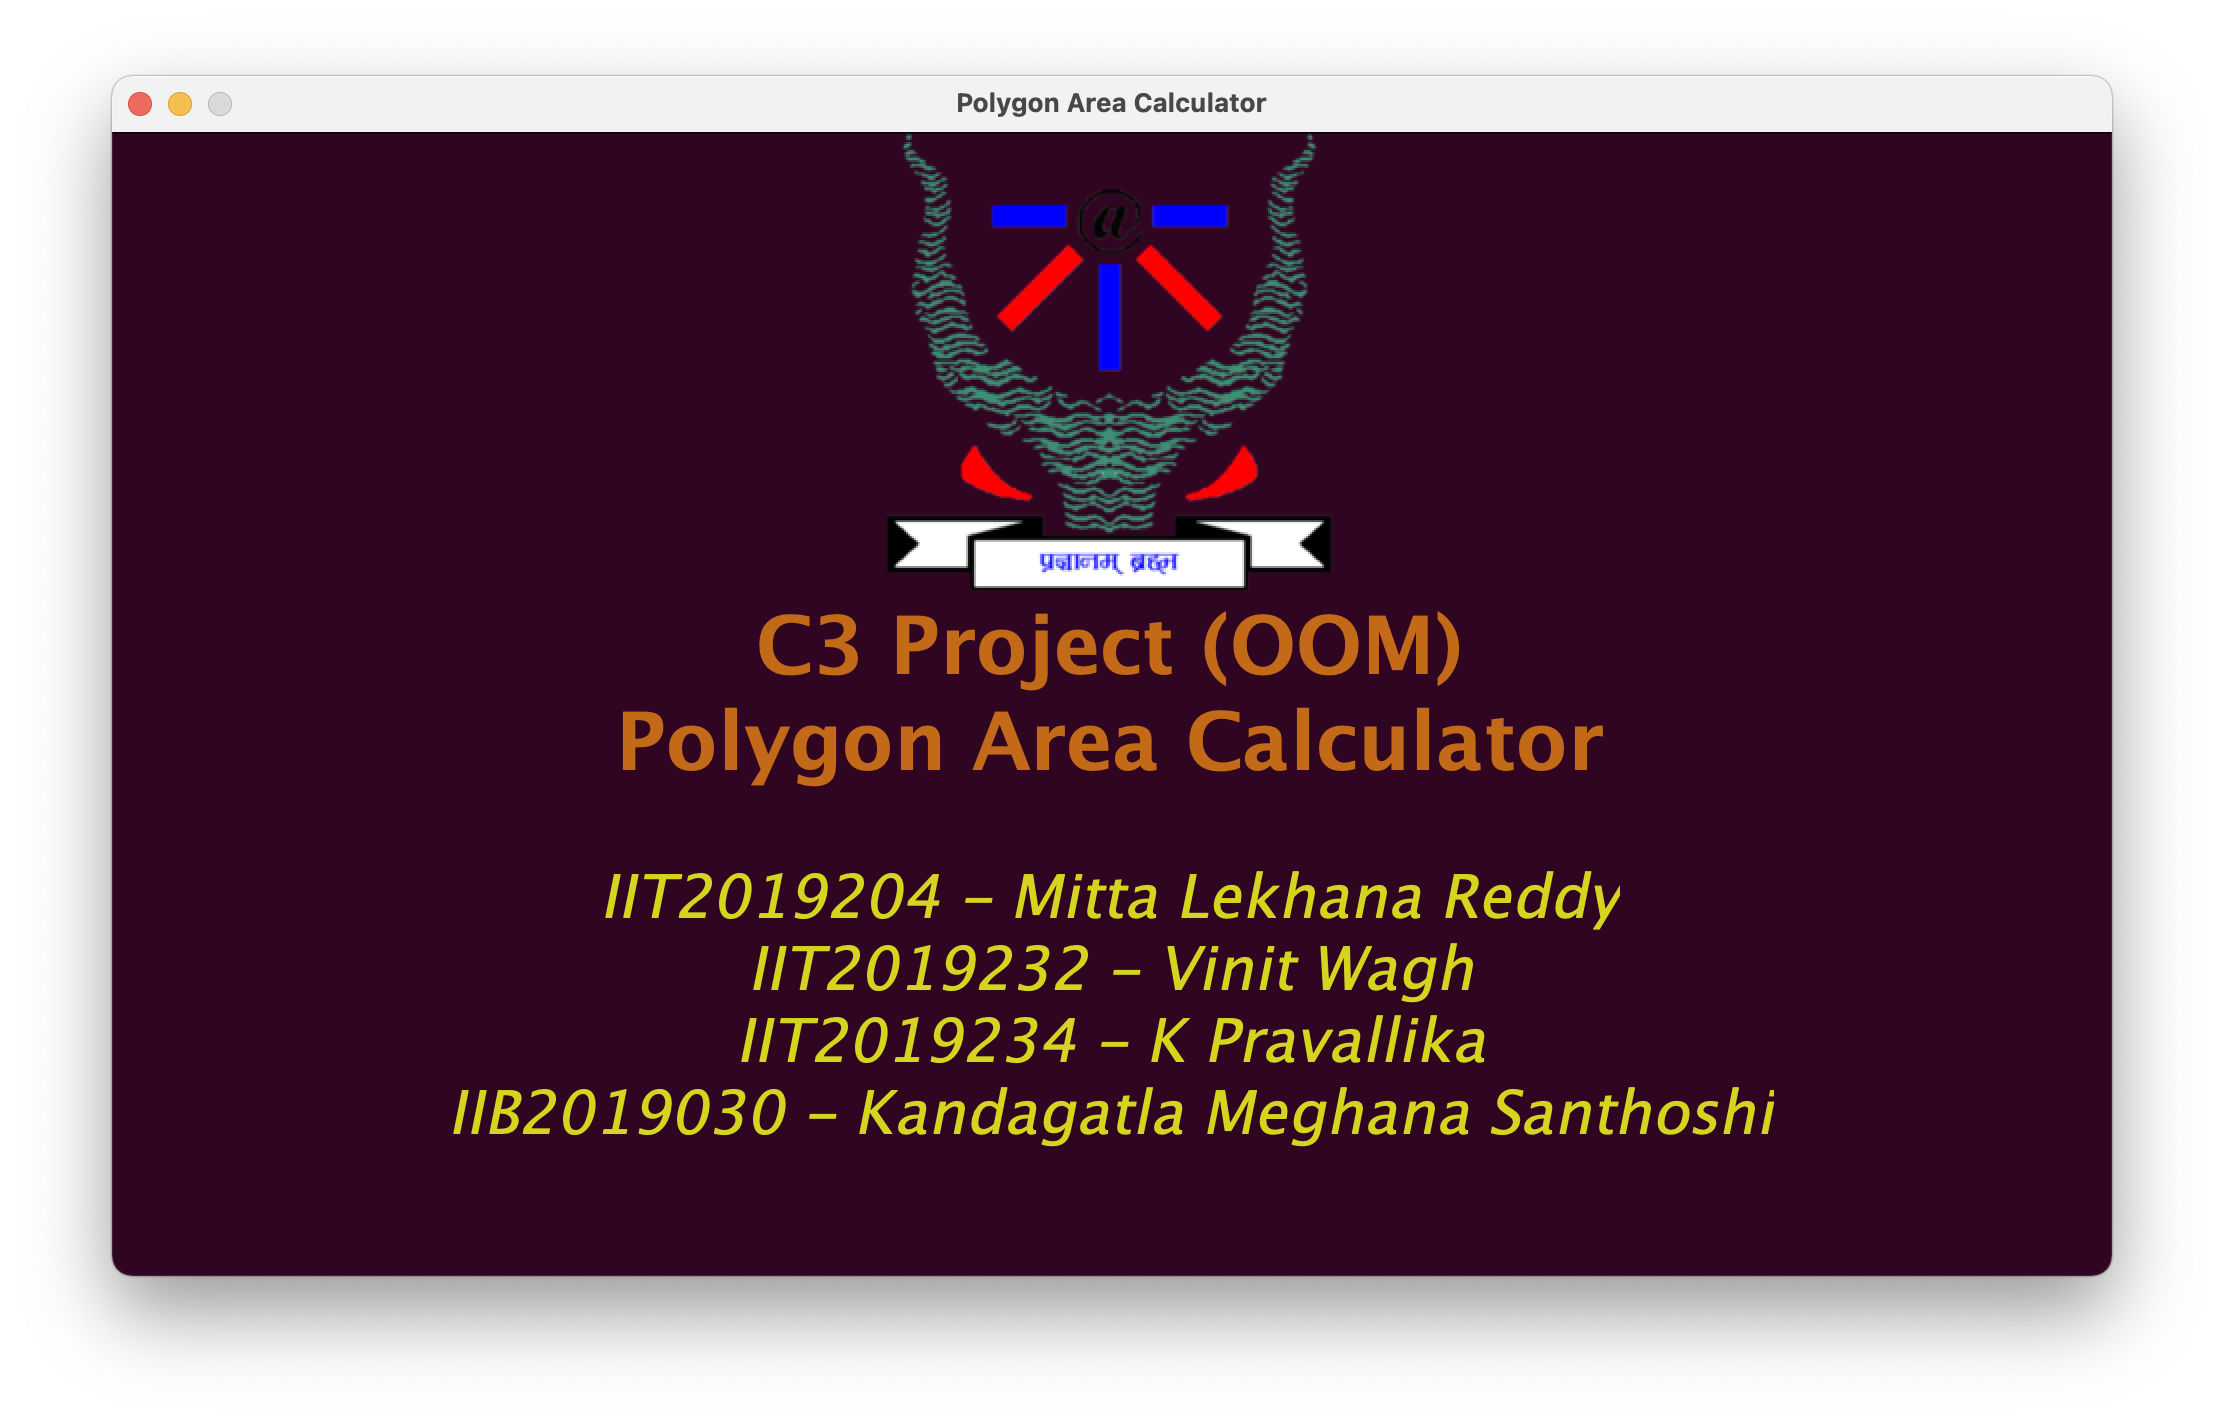 Polygon Area Calculator
@
प्रज्ञानम् ब्रह्म
C3 Project (OOM)
Polygon Area Calculator
IIT2019204 – Mitta Lekhana Reddy
IIT2019232 – Vinit Wagh
IIT2019234 – K Pravallika
IIB2019030 – Kandagatla Meghana Santhoshi